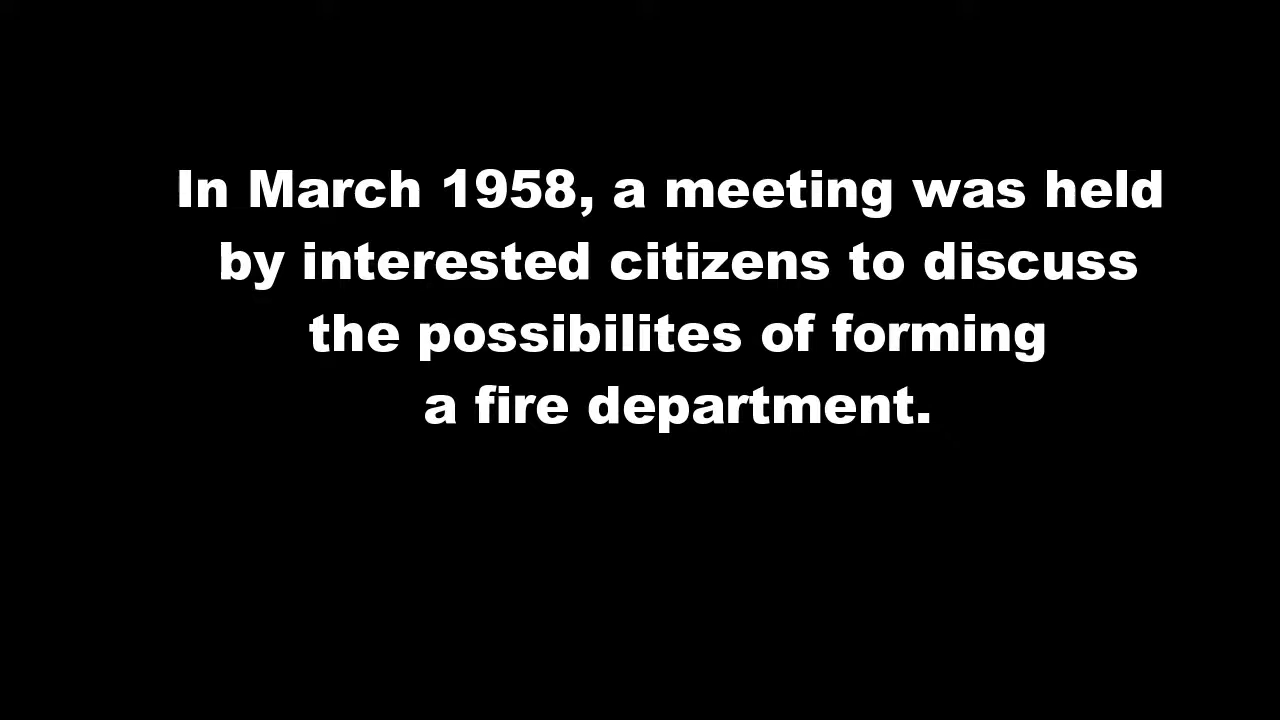 In March 1958, a meeting was held
by interested citizens to discuss
the possibilites of forming
a fire department.